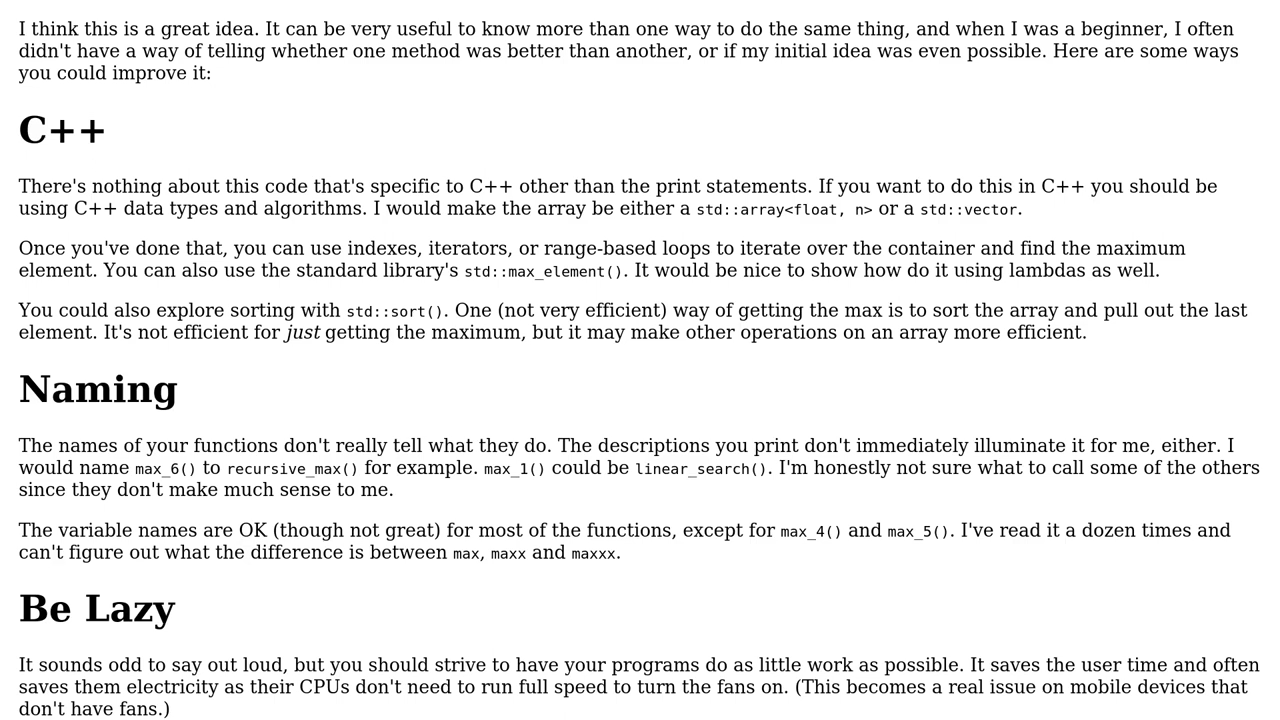 I think this is a great idea. It can be very useful to know more than one way to do the same thing, and when I was a beginner, I often
didn't have a way of telling whether one method was better than another, or if my initial idea was even possible. Here are some ways
you could improve it:
C++
There's nothing about this code that's specific to C++ other than the print statements. If you want to do this in C++ you should be
using C++ data types and algorithms. I would make the array be either a std::array<float, n> or a std::vector.
Once you've done that, you can use indexes, iterators, or range-based loops to iterate over the container and find the maximum
element. You can also use the standard library's std::max_element(). It would be nice to show how do it using lambdas as well.
You could also explore sorting with std::sort(). One (not very efficient) way of getting the max is to sort the array and pull out the last
element. It's not efficient for just getting the maximum, but it may make other operations on an array more efficient.
Naming
The names of your functions don't really tell what they do. The descriptions you print don't immediately illuminate it for me, either. I
would name max_6() to recursive_max() for example. max_1() could be linear_search(). I'm honestly not sure what to call some of the others
since they don't make much sense to me.
The variable names are OK (though not great) for most of the functions, except for max_4() and max_5(). I've read it a dozen times and
can't figure out what the difference is between max, maxx and maxxx.
Be Lazy
It sounds odd to say out loud, but you should strive to have your programs do as little work as possible. It saves the user time and often
saves them electricity as their CPUs don't need to run full speed to turn the fans on. (This becomes a real issue on mobile devices that
don't have fans.)